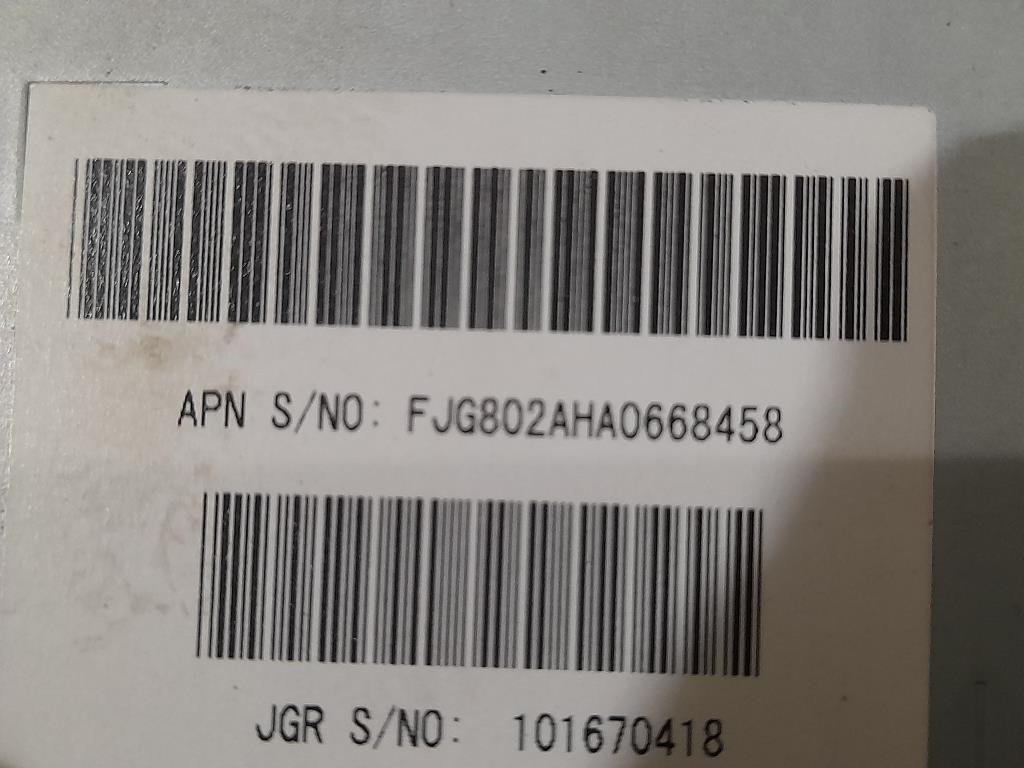 APN S/NO: FJG802AHA0668458
JGR S/NO: 101670418